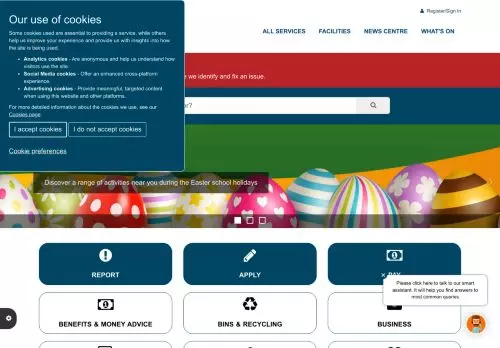 Our use of cookies
Some cookies used are essential to providing a service, while others
help us improve your experience and provide us with insights into how
the site is being used.
Analytics cookies - Are anonymous and help us understand how
visitors use the site.
Social Media cookies - Offer an enhanced cross-platform
experience.
Advertising cookies - Provide meaningful, targeted content
when using this website and other platforms.
For more detailed information about the cookies we use, see our
Cookies page
I accept cookies
I do not accept cookies
Cookie preferences
Register/Sign In
ALL SERVICES
FACILITIES
NEWS CENTRE
WHAT'S ON
we identify and fix an issue.
for?
Discover a range of activities near you during the Easter school holidays
REPORT
APPLY
PAY
Please click here to talk to our smart
assistant. It will help you find answers to
most common queries.
BENEFITS & MONEY ADVICE
BINS & RECYCLING
BUSINESS